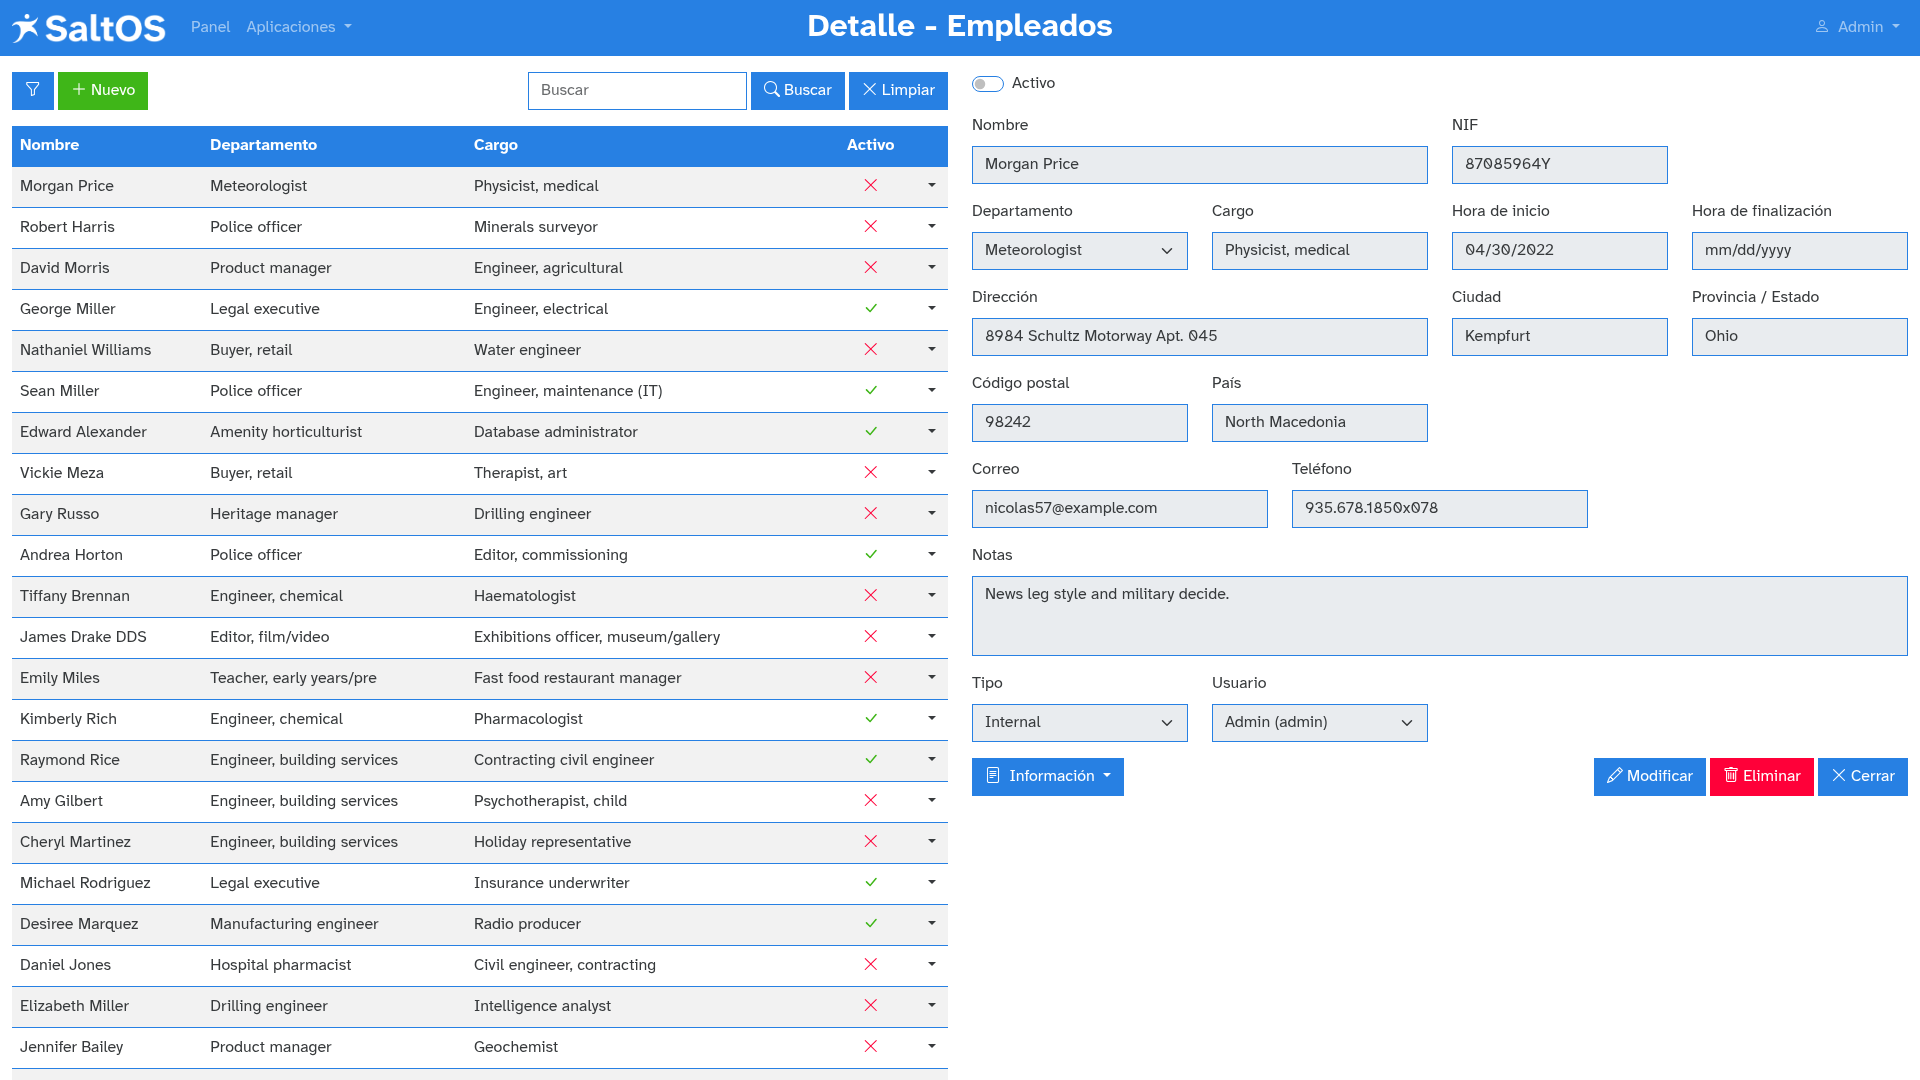 SaltOS Panel Aplicaciones Detalle - Empleados Admin
Nuevo Buscar Buscar Limpiar
Nombre Departamento Cargo Activo
Morgan Price Meteorologist Physicist, medical
Robert Harris Police officer Minerals surveyor
David Morris Product manager Engineer, agricultural
George Miller Legal executive Engineer, electrical
Nathaniel Williams Buyer, retail Water engineer
Sean Miller Police officer Engineer, maintenance (IT)
Edward Alexander Amenity horticulturist Database administrator
Vickie Meza Buyer, retail Therapist, art
Gary Russo Heritage manager Drilling engineer
Andrea Horton Police officer Editor, commissioning
Tiffany Brennan Engineer, chemical Haematologist
James Drake DDS Editor, film/video Exhibitions officer, museum/gallery
Emily Miles Teacher, early years/pre Fast food restaurant manager
Kimberly Rich Engineer, chemical Pharmacologist
Raymond Rice Engineer, building services Contracting civil engineer
Amy Gilbert Engineer, building services Psychotherapist, child
Cheryl Martinez Engineer, building services Holiday representative
Michael Rodriguez Legal executive Insurance underwriter
Desiree Marquez Manufacturing engineer Radio producer
Daniel Jones Hospital pharmacist Civil engineer, contracting
Elizabeth Miller Drilling engineer Intelligence analyst
Jennifer Bailey Product manager Geochemist
Activo
Nombre NIF
Morgan Price 87085964Y
Departamento Cargo Hora de inicio Hora de finalización
Meteorologist Physicist, medical 04/30/2022 mm/dd/yyyy
Dirección Ciudad Provincia / Estado
8984 Schultz Motorway Apt. 045 Kempfurt Ohio
Código postal País
98242 North Macedonia
Correo Teléfono
nicolas57@example.com 935.678.1850x078
Notas
News leg style and military decide.
Tipo Usuario
Internal Admin (admin)
Información Modificar Eliminar Cerrar